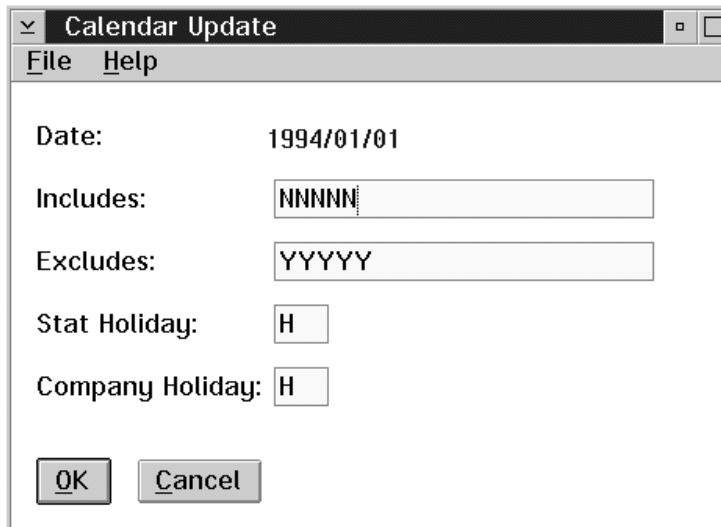 Calendar Update
File Help
Date: 1994/01/01
Includes: NNNNN
Excludes: YYYYY
Stat Holiday: H
Company Holiday: H
OK Cancel